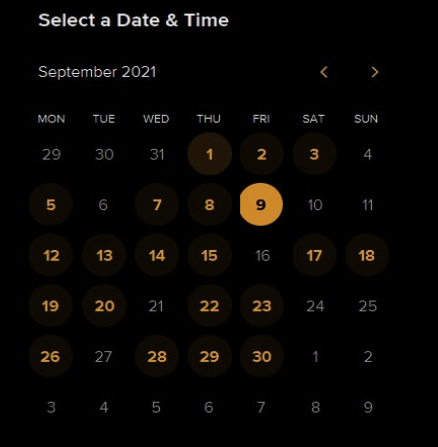 Select a Date & Time
September 2021 < >
MON TUE WED THU FRI SAT SUN
29 30 31 1 2 3 4
5 6 7 8 9 10 11
12 13 14 15 16 17 18
19 20 21 22 23 24 25
26 27 28 29 30 1 2
3 4 5 6 7 8 9